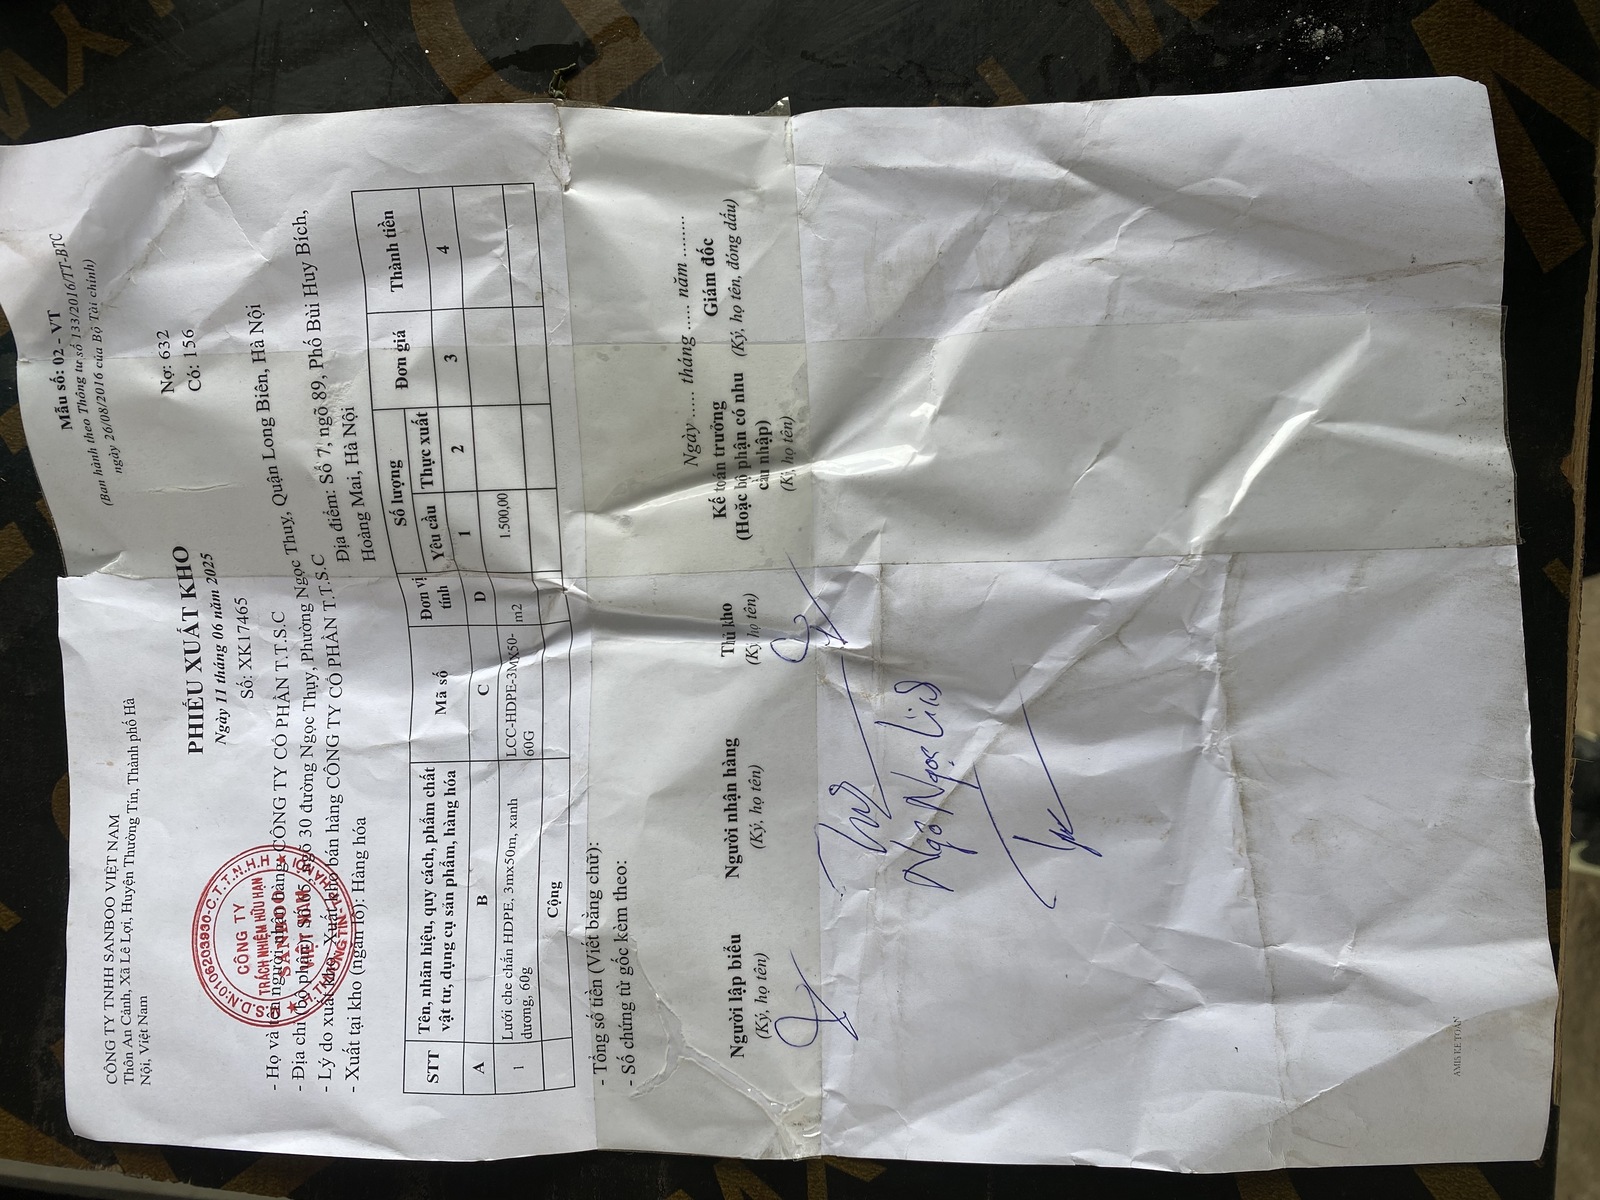 CÔNG TY TNHH SANBOO VIỆT NAM
Thôn An Cảnh, Xã Lê Lợi, Huyện Thường Tín, Thành phố Hà
Nội, Việt Nam
Mẫu số: 02 - VT
(Ban hành theo Thông tư số 133/2016/TT-BTC
ngày 26/08/2016 của Bộ Tài chính)
PHIẾU XUẤT KHO
Ngày 11 tháng 06 năm 2025
Số: XK17465
Nợ: 632
Có: 156
- Họ và tên người nhận hàng: CÔNG TY CỔ PHẦN T.T.S.C
- Địa chỉ (bộ phận): Số 65, ngõ 30 đường Ngọc Thụy, Phường Ngọc Thuỵ, Quận Long Biên, Hà Nội
- Lý do xuất kho: Xuất kho bán hàng CÔNG TY CỔ PHẦN T.T.S.C
- Xuất tại kho (ngăn lô): Hàng hóa
Địa điểm: Số 7, ngõ 89, Phố Bùi Huy Bích,
Hoàng Mai, Hà Nội
M.S.D.N:0106203930-C.T.T.N.H.H
CÔNG TY
TRÁCH NHIỆM HỮU HẠN
SANBOO
VIỆT NAM
STT Tên, nhãn hiệu, quy cách, phẩm chất vật tư, dụng cụ sản phẩm, hàng hóa Mã số Đơn vị tính Số lượng Đơn giá Thành tiền
Yêu cầu Thực xuất
A B C D 1 2 3 4
1 Lưới che chắn HDPE, 3mx50m, xanh dương, 60g LCC-HDPE-3MX50-60G m2 1.500,00
Cộng
- Tổng số tiền (Viết bằng chữ):
- Số chứng từ gốc kèm theo:
Ngày ..... tháng ..... năm ........
Người lập biểu
(Ký, họ tên)
Người nhận hàng
(Ký, họ tên)
Thủ kho
(Ký, họ tên)
Kế toán trưởng
(Hoặc bộ phận có nhu
cầu nhập)
(Ký, họ tên)
Giám đốc
(Ký, họ tên, đóng dấu)
Ngô Ngọc Liên
AMIS KẾ TOÁN